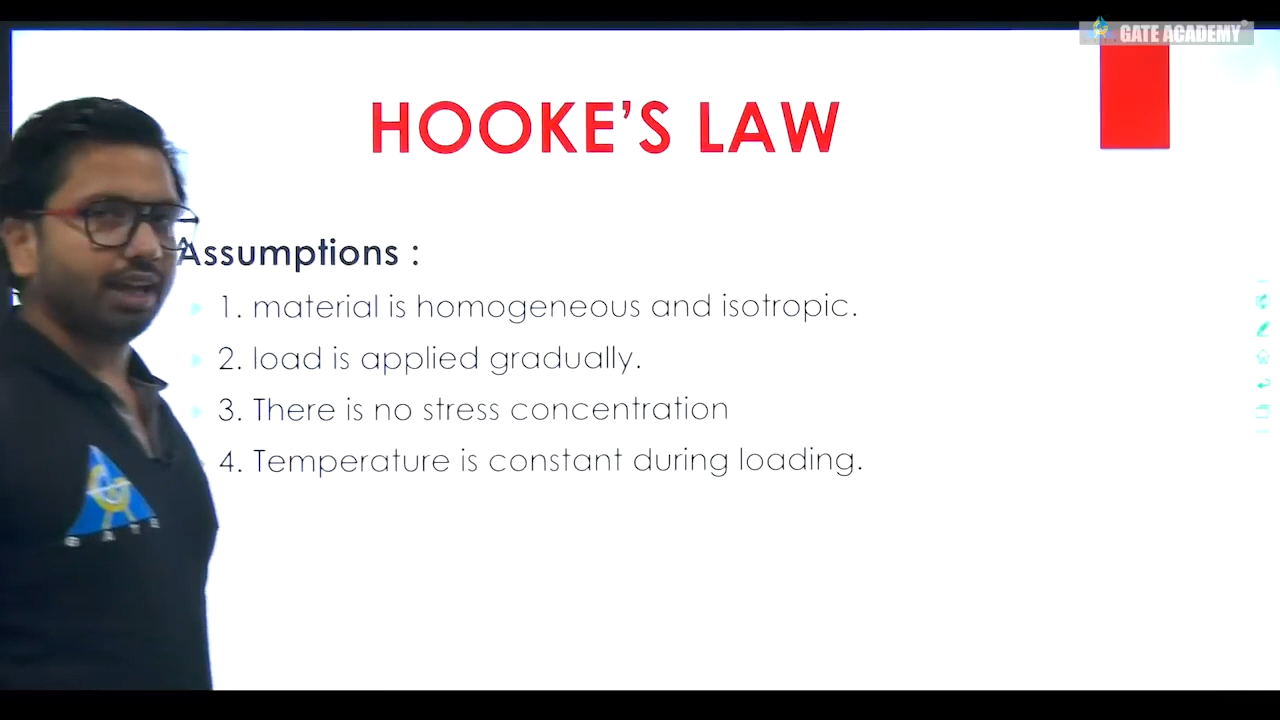 GATE ACADEMY
HOOKE'S LAW
Assumptions :
1. material is homogeneous and isotropic.
2. load is applied gradually.
3. There is no stress concentration
4. Temperature is constant during loading.
GATE